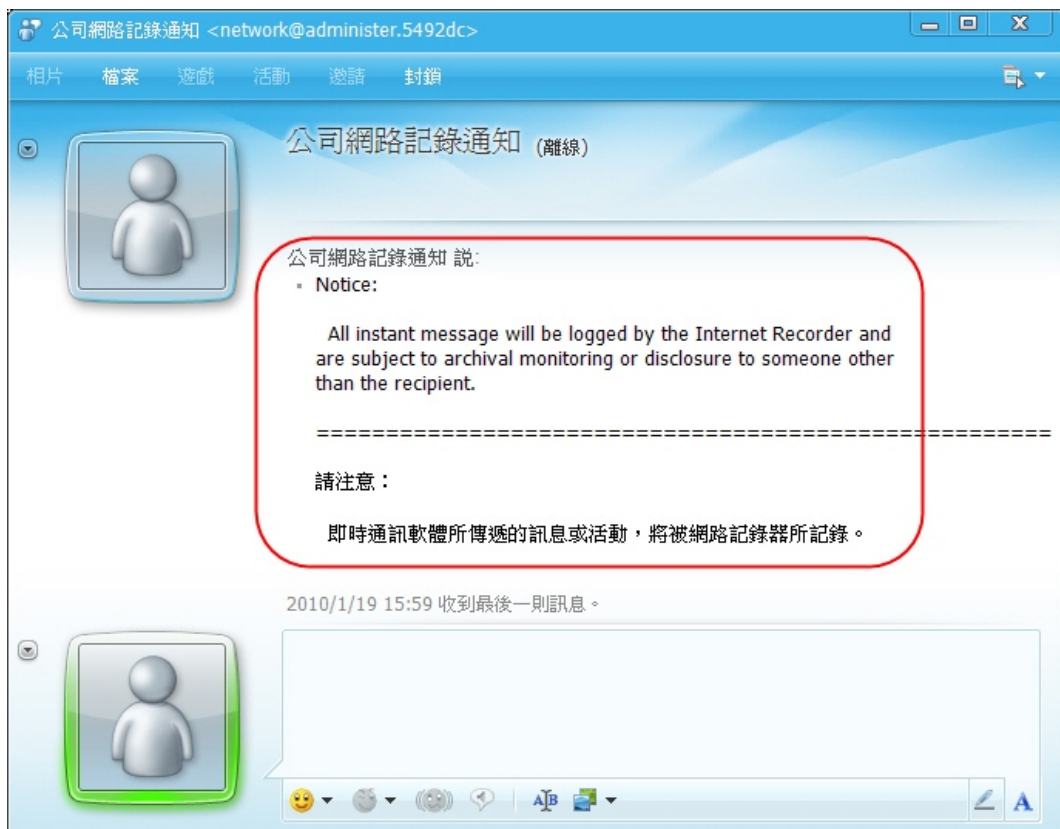 公司網路記錄通知 <network@administer.5492dc>
相片 檔案 遊戲 活動 邀請 封鎖
公司網路記錄通知 (離線)
公司網路記錄通知 說:
Notice:
All instant message will be logged by the Internet Recorder and
are subject to archival monitoring or disclosure to someone other
than the recipient.
=====================================================
請注意：
即時通訊軟體所傳遞的訊息或活動，將被網路記錄器所記錄。
2010/1/19 15:59 收到最後一則訊息。